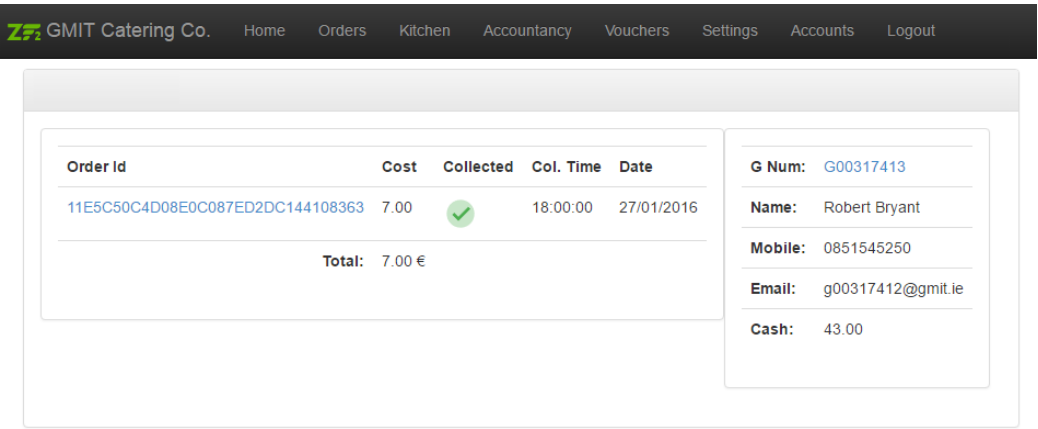 ZF2 GMIT Catering Co. Home Orders Kitchen Accountancy Vouchers Settings Accounts Logout
Order Id Cost Collected Col. Time Date
11E5C50C4D08E0C087ED2DC144108363 7.00 18:00:00 27/01/2016
Total: 7.00 €
G Num: G00317413
Name: Robert Bryant
Mobile: 0851545250
Email: g00317412@gmit.ie
Cash: 43.00